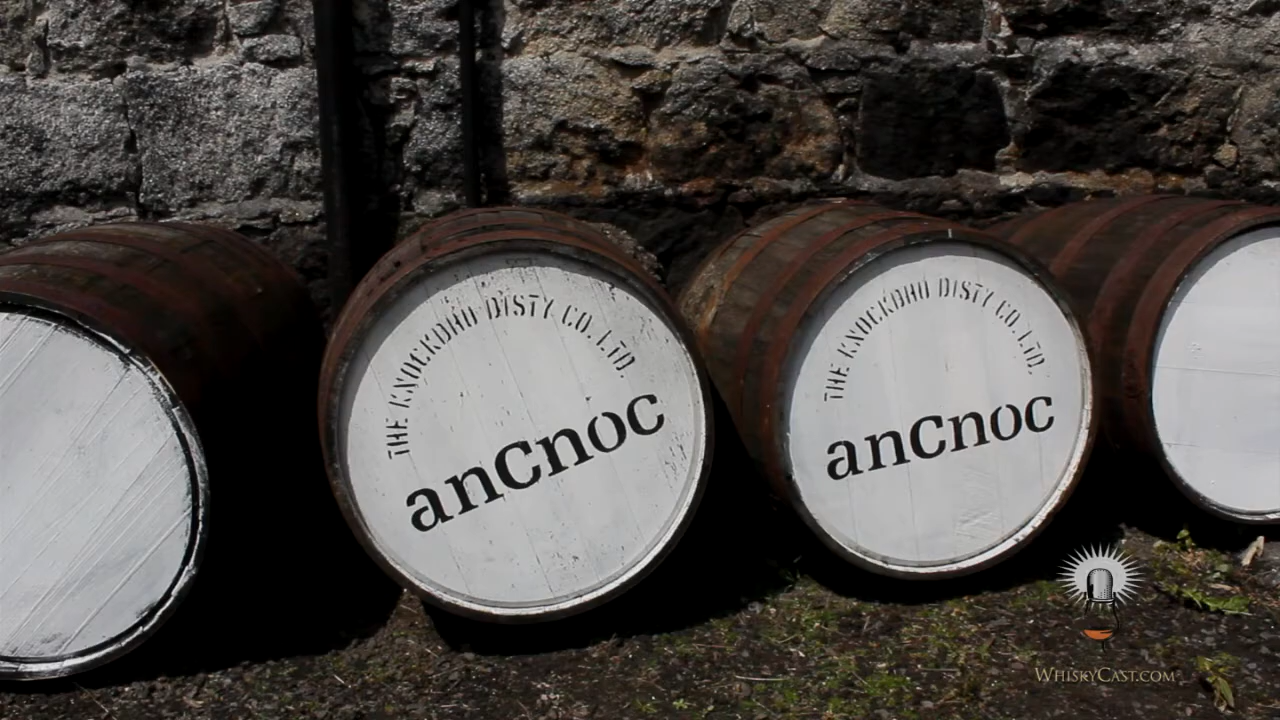 THE KNOCKDHU DISTY CO. LTD.
anCnoc
THE KNOCKDHU DISTY CO. LTD.
anCnoc
WHISKYCAST.COM